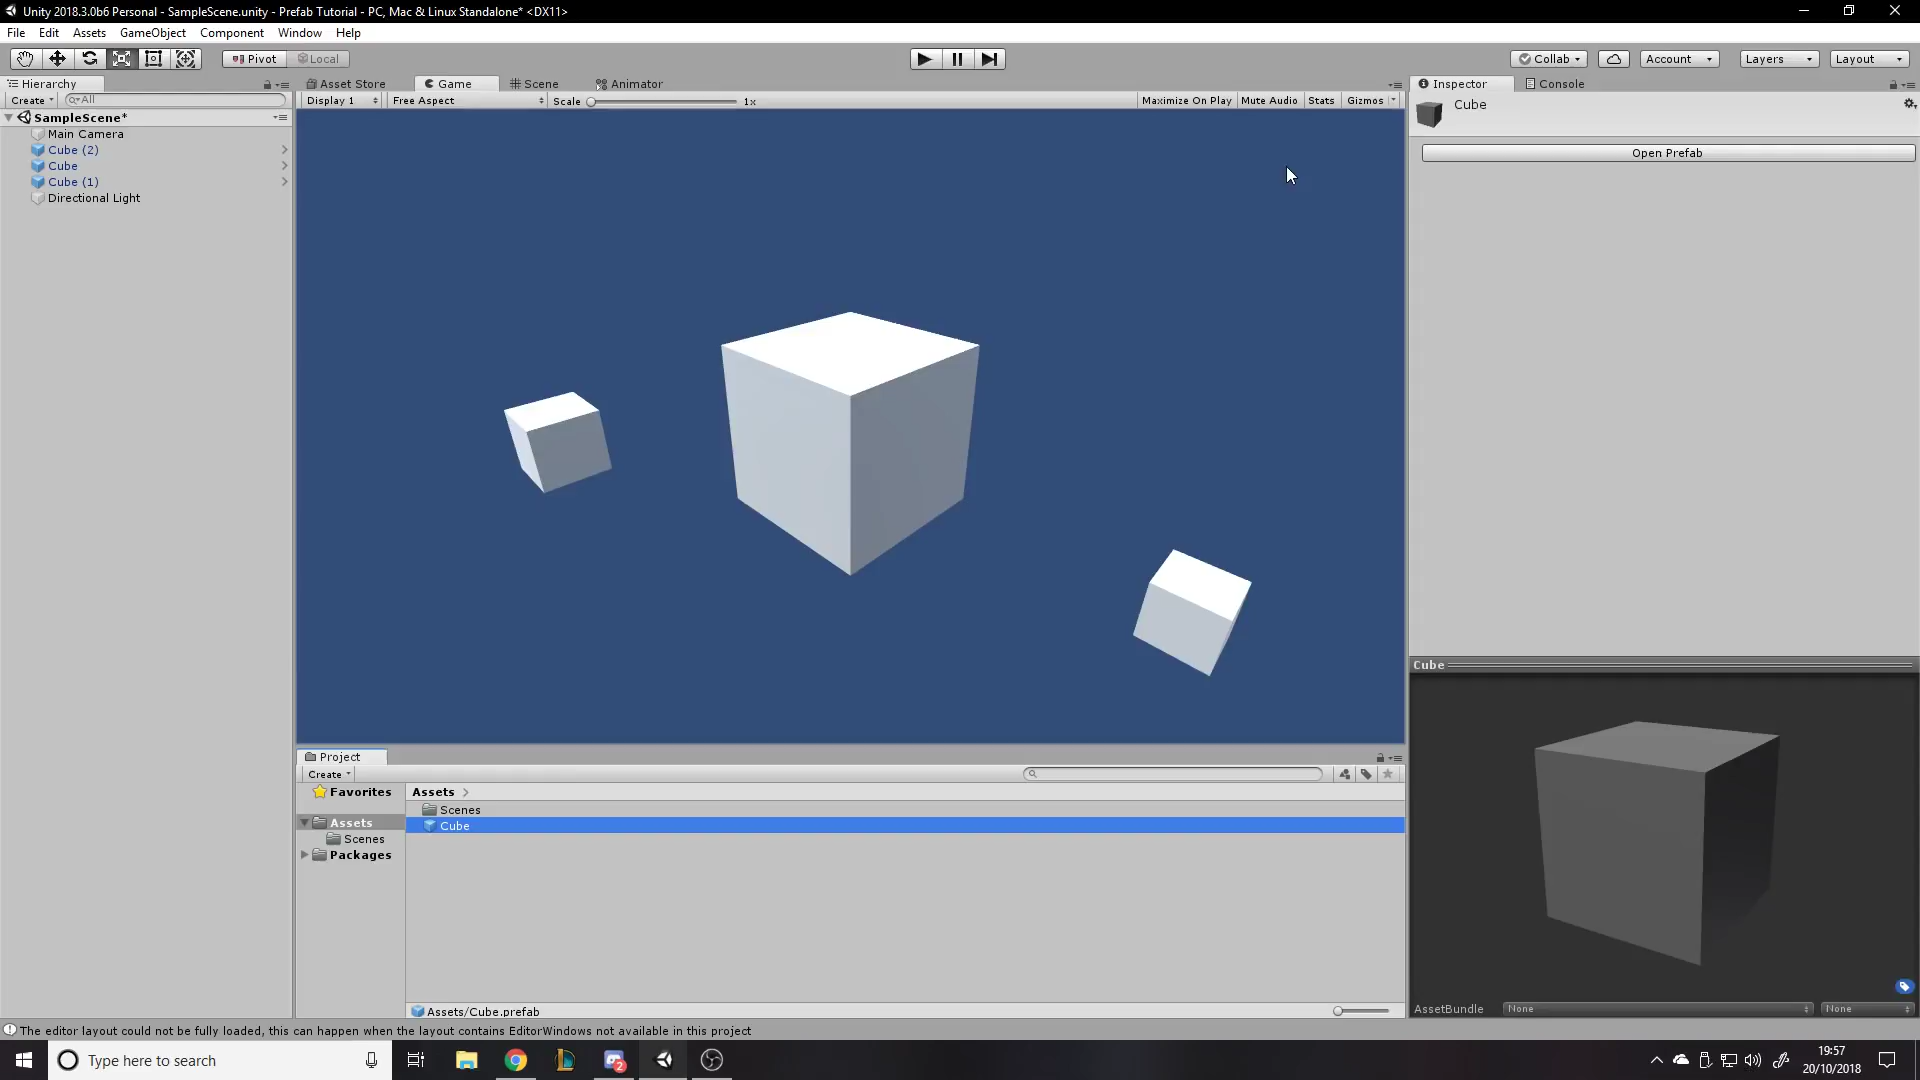 Unity 2018.3.0b6 Personal - SampleScene.unity - Prefab Tutorial - PC, Mac & Linux Standalone* <DX11>
File Edit Assets GameObject Component Window Help
Pivot Local Collab Account Layers Layout
Hierarchy Asset Store Game Scene Animator Inspector Console
Create All Display 1 Free Aspect Scale 1x Maximize On Play Mute Audio Stats Gizmos Cube
SampleScene*
Main Camera
Cube (2) Open Prefab
Cube
Cube (1)
Directional Light
Cube
Project
Create
Favorites Assets
Scenes
Assets Cube
Scenes
Packages
Assets/Cube.prefab AssetBundle None None
The editor layout could not be fully loaded, this can happen when the layout contains EditorWindows not available in this project
Type here to search 2 19:57
20/10/2018